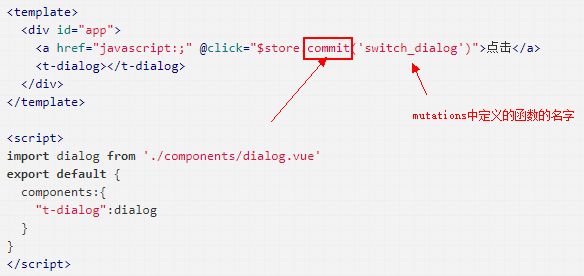 <template>
  <div id="app">
    <a href="javascript:;" @click="$store.commit('switch_dialog')">点击</a>
    <t-dialog></t-dialog>
  </div>
</template>
mutations中定义的函数的名字
<script>
import dialog from './components/dialog.vue'
export default {
  components:{
    "t-dialog":dialog
  }
}
</script>